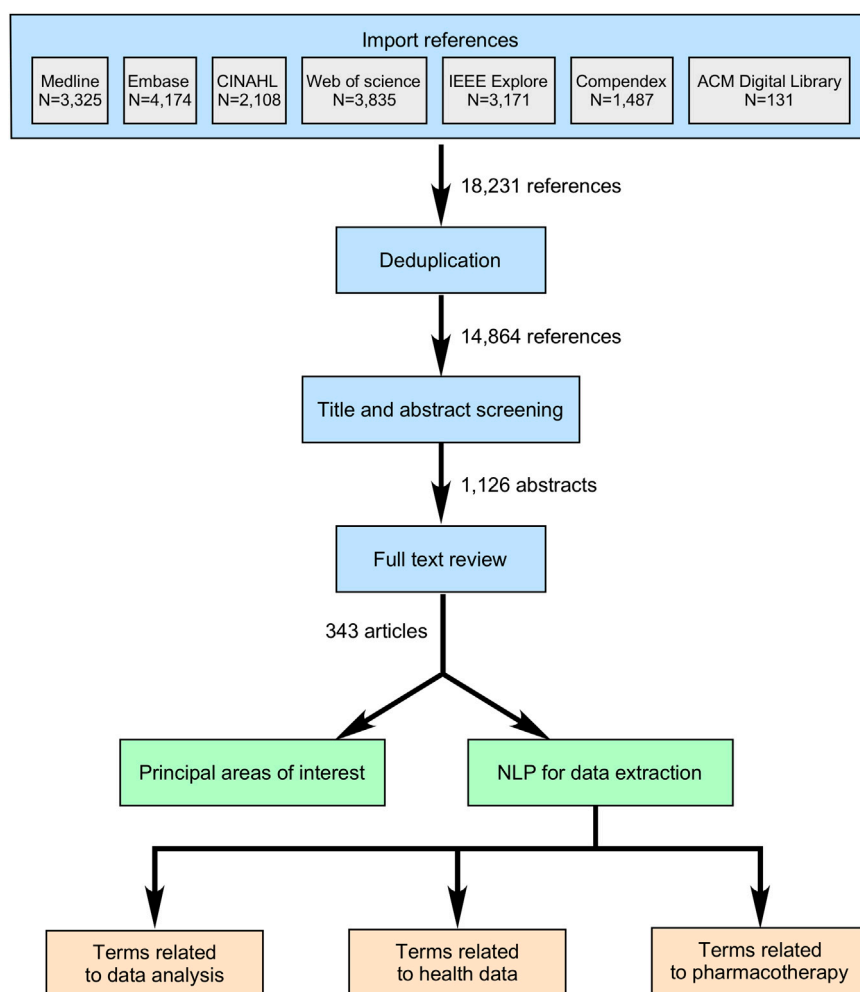 Import references
Medline
N=3,325
Embase
N=4,174
CINAHL
N=2,108
Web of science
N=3,835
IEEE Explore
N=3,171
Compendex
N=1,487
ACM Digital Library
N=131
18,231 references
Deduplication
14,864 references
Title and abstract screening
1,126 abstracts
Full text review
343 articles
Principal areas of interest
NLP for data extraction
Terms related
to data analysis
Terms related
to health data
Terms related
to pharmacotherapy